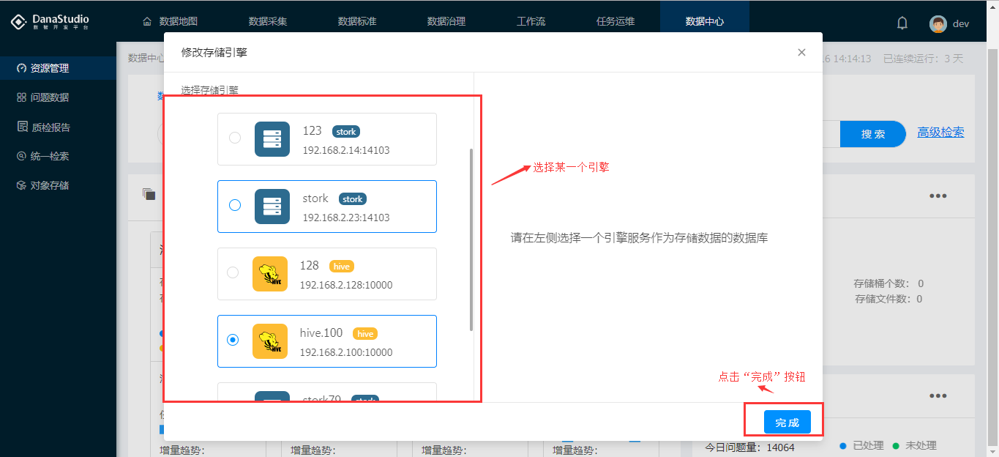 DanaStudio
数智开发平台
数据地图
数据采集
数据标准
数据治理
工作流
任务运维
数据中心
dev
资源管理
问题数据
质检报告
统一检索
对象存储
数据中心
6 14:14:13 已连续运行：3 天
修改存储引擎
选择存储引擎
123 stork
192.168.2.14:14103
stork stork
192.168.2.23:14103
128 hive
192.168.2.128:10000
hive.100 hive
192.168.2.100:10000
stork79 stork
选择某一个引擎
请在左侧选择一个引擎服务作为存储数据的数据库
点击“完成”按钮
完成
搜索
高级检索
存储桶个数： 0
存储文件数：0
增量趋势：
增量趋势：
增量趋势：
增量趋势：
今日问题量：14064
已处理
未处理